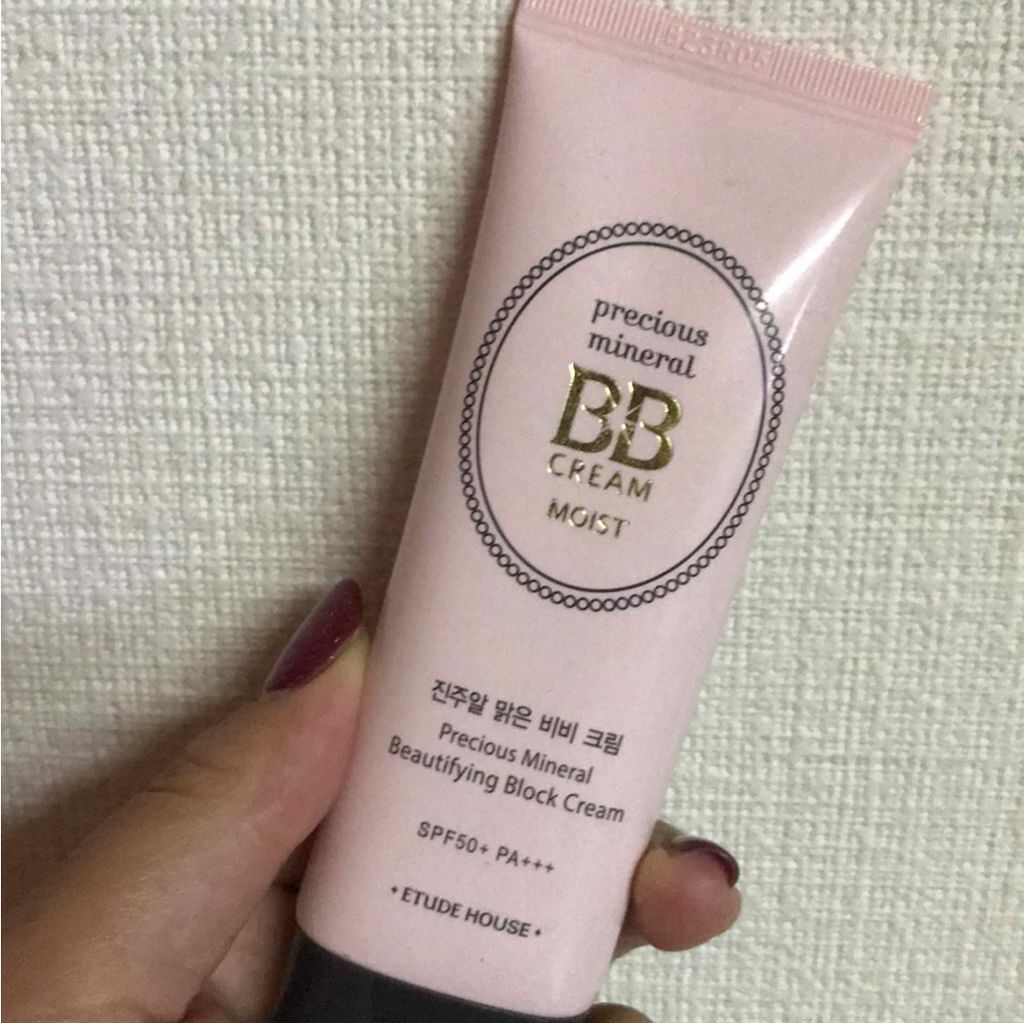 precious
mineral
BB
CREAM
MOIST
진주알 맑은 비비 크림
Precious Mineral
Beautifying Block Cream
SPF50+ PA+++
ETUDE HOUSE